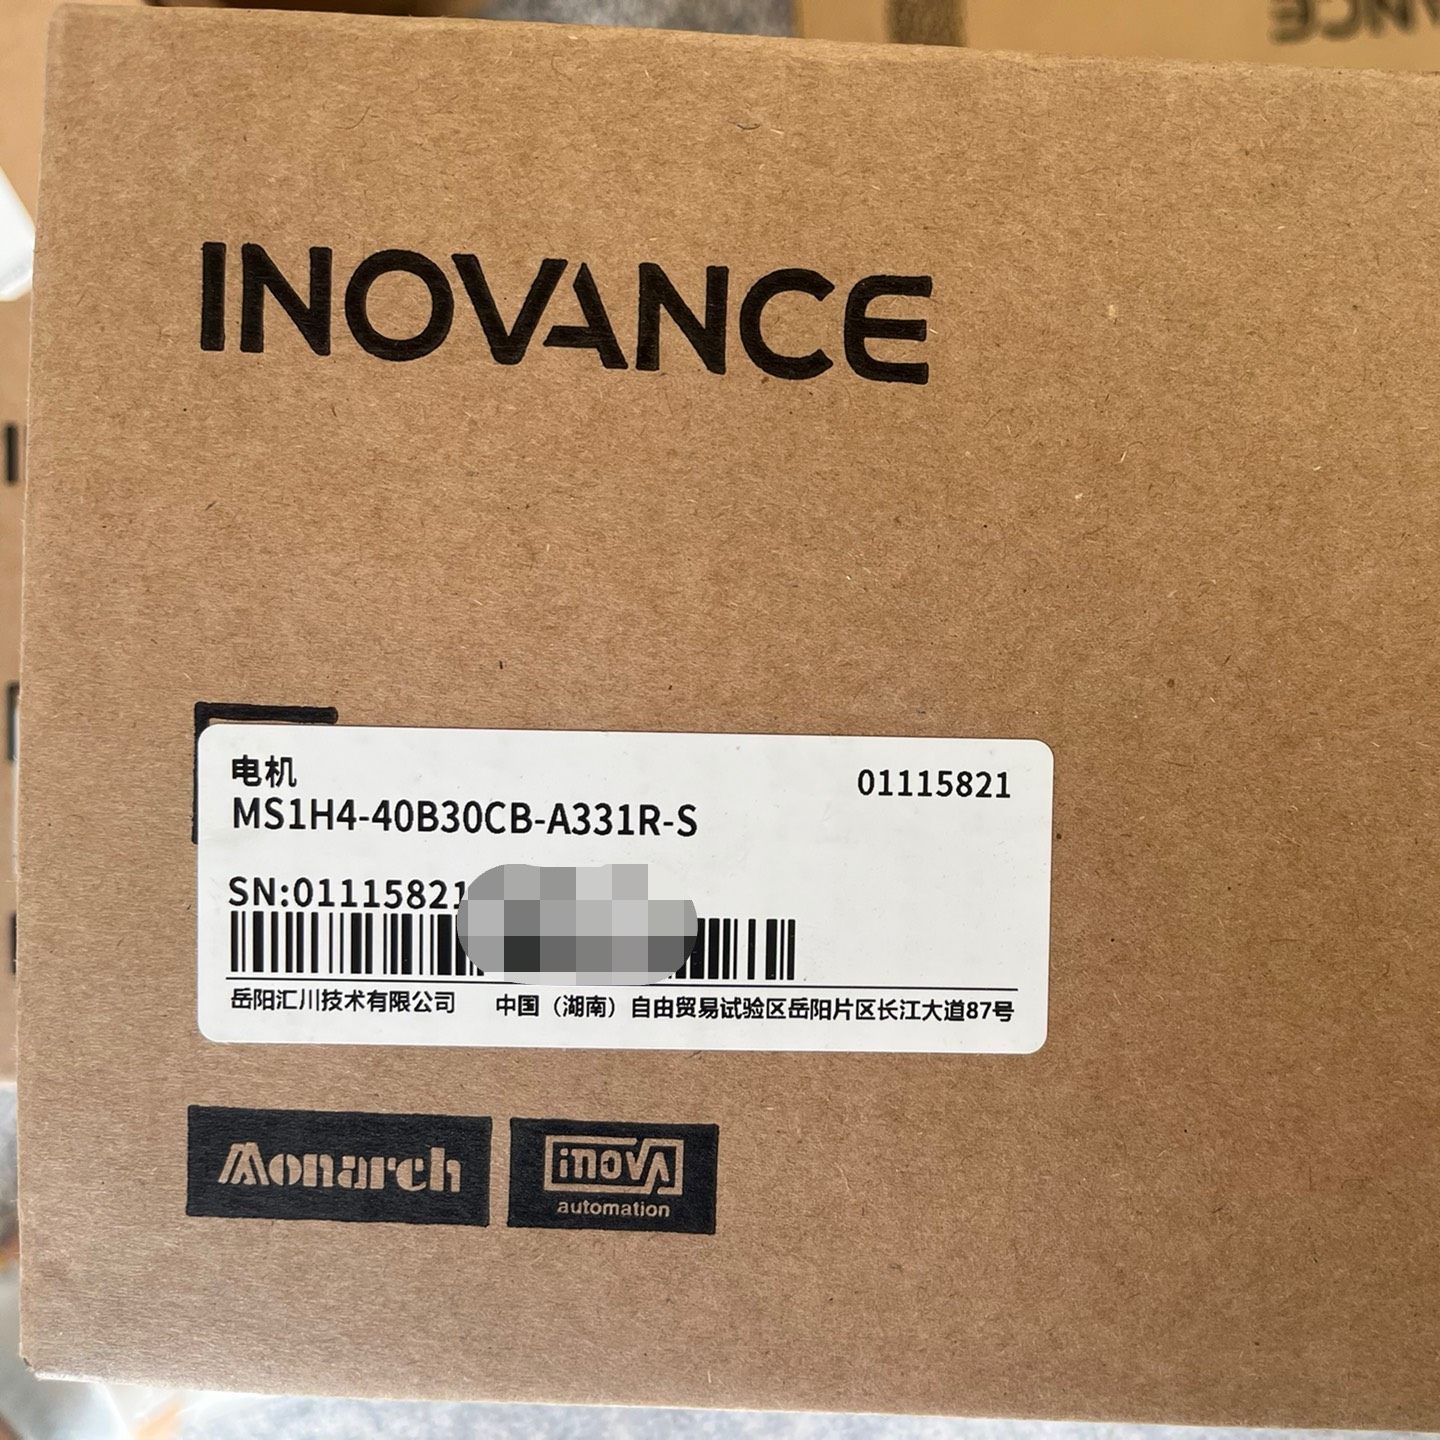 INOVANCE
电机
01115821
MS1H4-40B30CB-A331R-S
SN:01115821
岳阳汇川技术有限公司 中国（湖南）自由贸易试验区岳阳片区长江大道87号
Monarch
inovA
automation